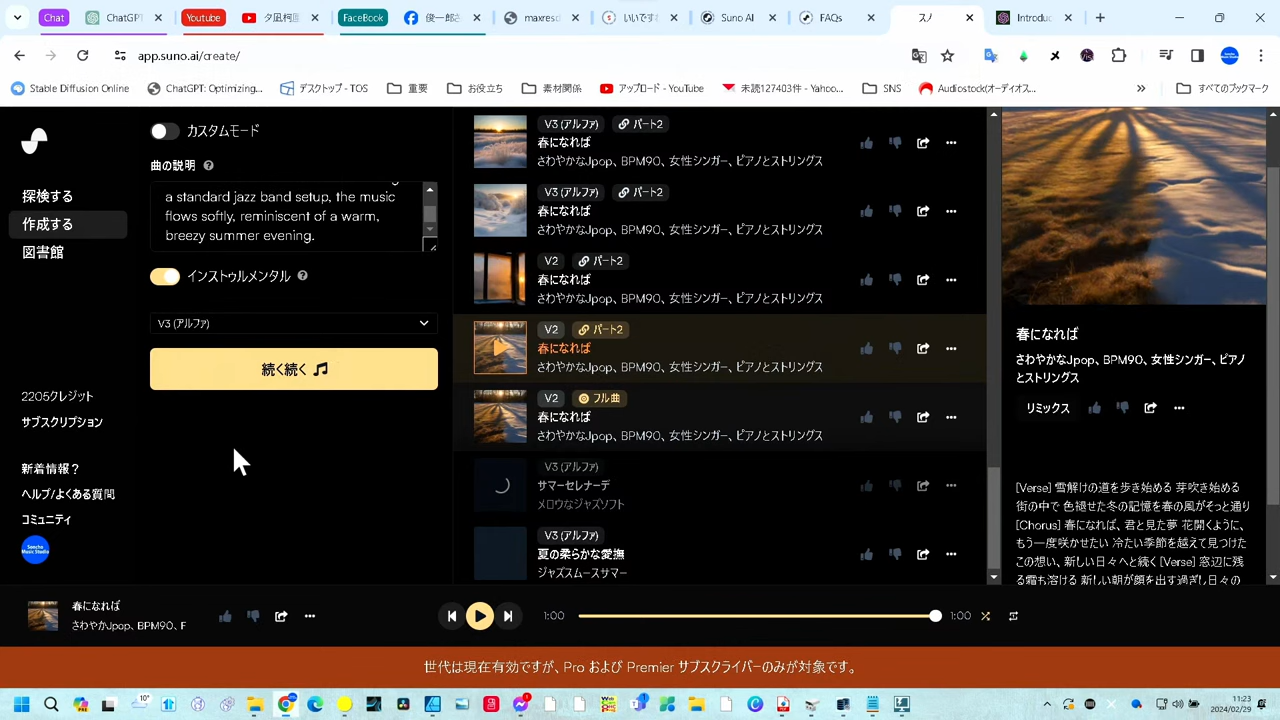 Chat
ChatGPT
Youtube
夕凪柯
FaceBook
俊一郎さ
maxresc
いいです
Suno AI
FAQs
スノ
Introduc
app.suno.ai/create/
Stable Diffusion Online
ChatGPT: Optimizing...
デスクトップ - TOS
重要
お役立ち
素材関係
アップロード - YouTube
未読127403件 - Yahoo...
SNS
Audiostock(オーディオス...
»
すべてのブックマーク
探検する
作成する
図書館
2205クレジット
サブスクリプション
新着情報？
ヘルプ/よくある質問
コミュニティ
Sancho
Music Studio
カスタムモード
曲の説明
a standard jazz band setup, the music
flows softly, reminiscent of a warm,
breezy summer evening.
インストゥルメンタル
V3 (アルファ)
続く続く
V3 (アルファ) パート2
春になれば
さわやかなJpop、BPM90、女性シンガー、ピアノとストリングス
V3 (アルファ) パート2
春になれば
さわやかなJpop、BPM90、女性シンガー、ピアノとストリングス
V2 パート2
春になれば
さわやかなJpop、BPM90、女性シンガー、ピアノとストリングス
V2 パート2
春になれば
さわやかなJpop、BPM90、女性シンガー、ピアノとストリングス
V2 フル曲
春になれば
さわやかなJpop、BPM90、女性シンガー、ピアノとストリングス
V3 (アルファ)
サマーセレナーデ
メロウなジャズソフト
V3 (アルファ)
夏の柔らかな愛撫
ジャズスムースサマー
春になれば
さわやかなJpop、BPM90、女性シンガー、ピアノ
とストリングス
リミックス
[Verse] 雪解けの道を歩き始める 芽吹き始める
街の中で 色褪せた冬の記憶を春の風がそっと通り
[Chorus] 春になれば、君と見た夢 花開くように、
もう一度咲かせたい 冷たい季節を越えて見つけた
この想い、新しい日々へと続く [Verse] 窓辺に残
る霜も溶ける 新しい朝が顔を出す過ぎし日々の
春になれば
さわやかJpop、BPM90、F
1:00
1:00
世代は現在有効ですが、Pro および Premier サブスクライバーのみが対象です。
10°
11:23
2024/02/29